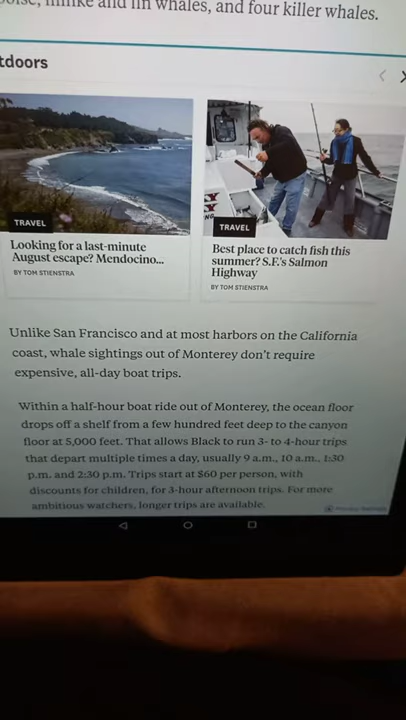 and fin whales, and four killer whales.
tdoors
TRAVEL
Looking for a last-minute
August escape? Mendocino...
BY TOM STIENSTRA
TRAVEL
Best place to catch fish this
summer? S.F.'s Salmon
Highway
BY TOM STIENSTRA
Unlike San Francisco and at most harbors on the California
coast, whale sightings out of Monterey don't require
expensive, all-day boat trips.
Within a half-hour boat ride out of Monterey, the ocean floor
drops off a shelf from a few hundred feet deep to the canyon
floor at 5,000 feet. That allows Black to run 3- to 4-hour trips
that depart multiple times a day, usually 9 a.m., 10 a.m., 1:30
p.m. and 2:30 p.m. Trips start at $60 per person, with
discounts for children, for 3-hour afternoon trips. For more
ambitious watchers, longer trips are available.
Privacy Settings